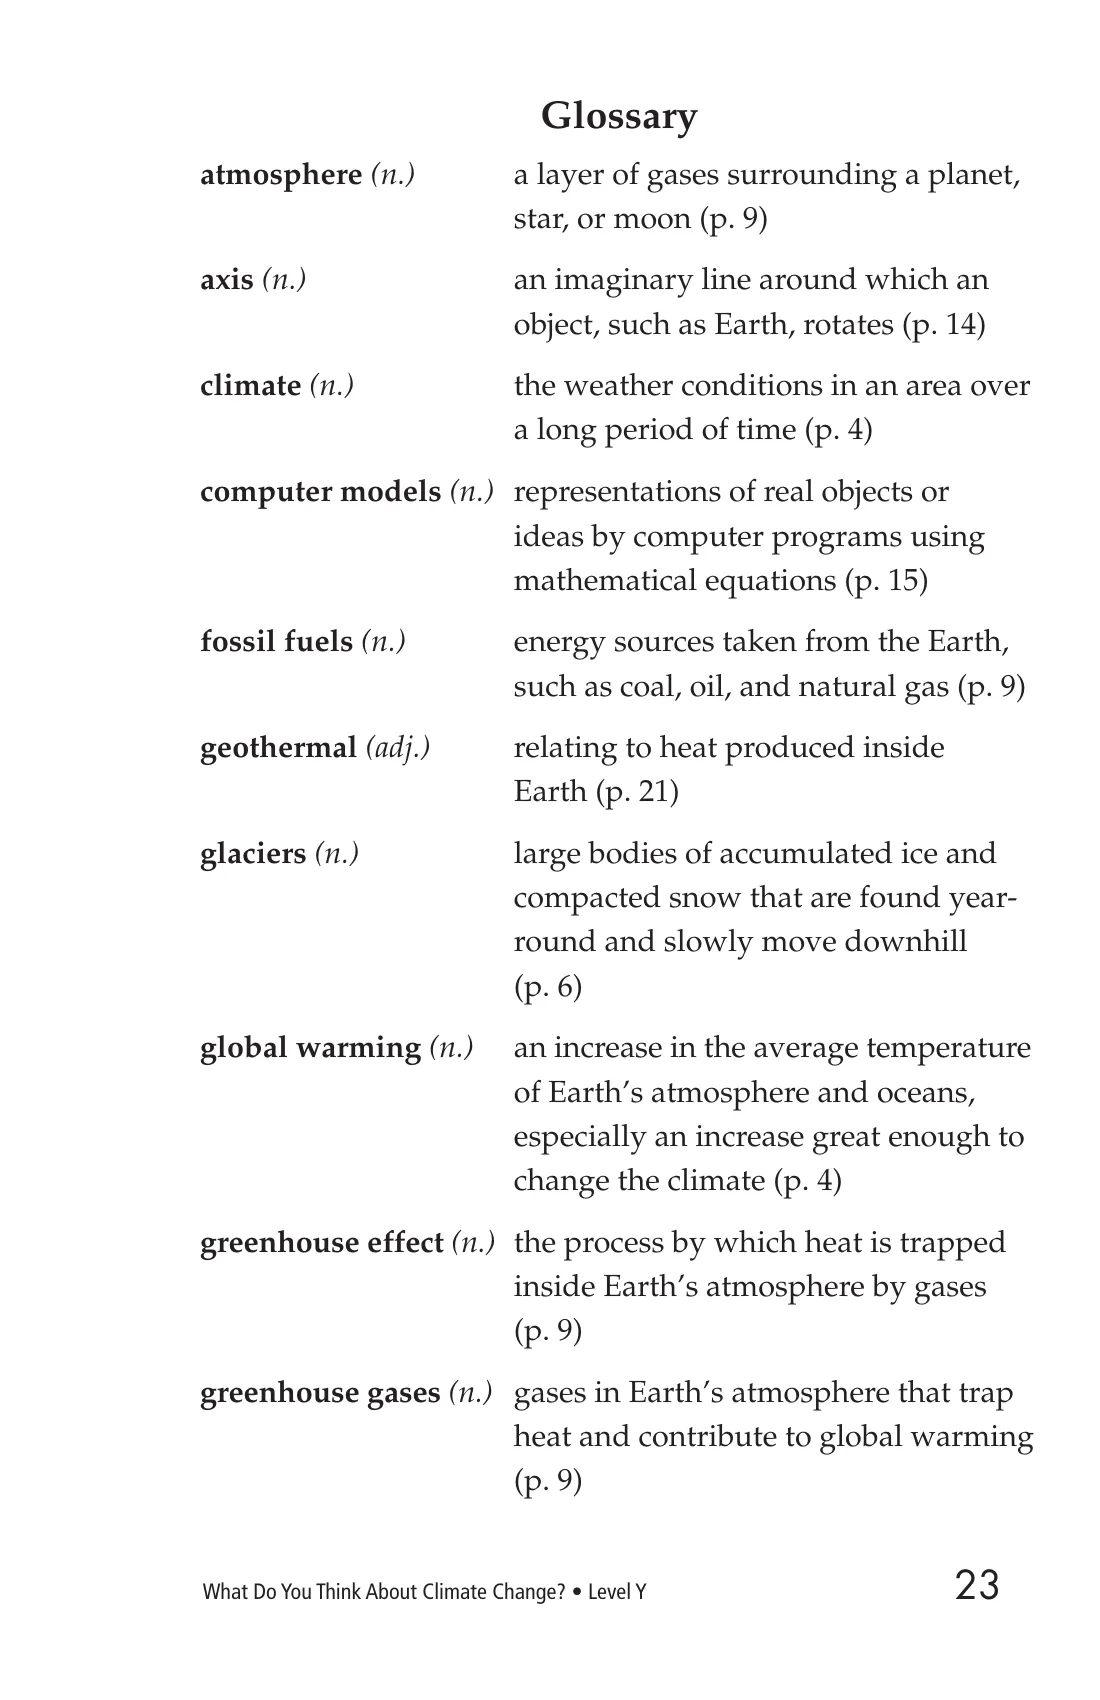 Glossary
atmosphere (n.) a layer of gases surrounding a planet,
star, or moon (p. 9)
axis (n.) an imaginary line around which an
object, such as Earth, rotates (p. 14)
climate (n.) the weather conditions in an area over
a long period of time (p. 4)
computer models (n.) representations of real objects or
ideas by computer programs using
mathematical equations (p. 15)
fossil fuels (n.) energy sources taken from the Earth,
such as coal, oil, and natural gas (p. 9)
geothermal (adj.) relating to heat produced inside
Earth (p. 21)
glaciers (n.) large bodies of accumulated ice and
compacted snow that are found year-
round and slowly move downhill
(p. 6)
global warming (n.) an increase in the average temperature
of Earth’s atmosphere and oceans,
especially an increase great enough to
change the climate (p. 4)
greenhouse effect (n.) the process by which heat is trapped
inside Earth’s atmosphere by gases
(p. 9)
greenhouse gases (n.) gases in Earth’s atmosphere that trap
heat and contribute to global warming
(p. 9)
What Do You Think About Climate Change? • Level Y 23